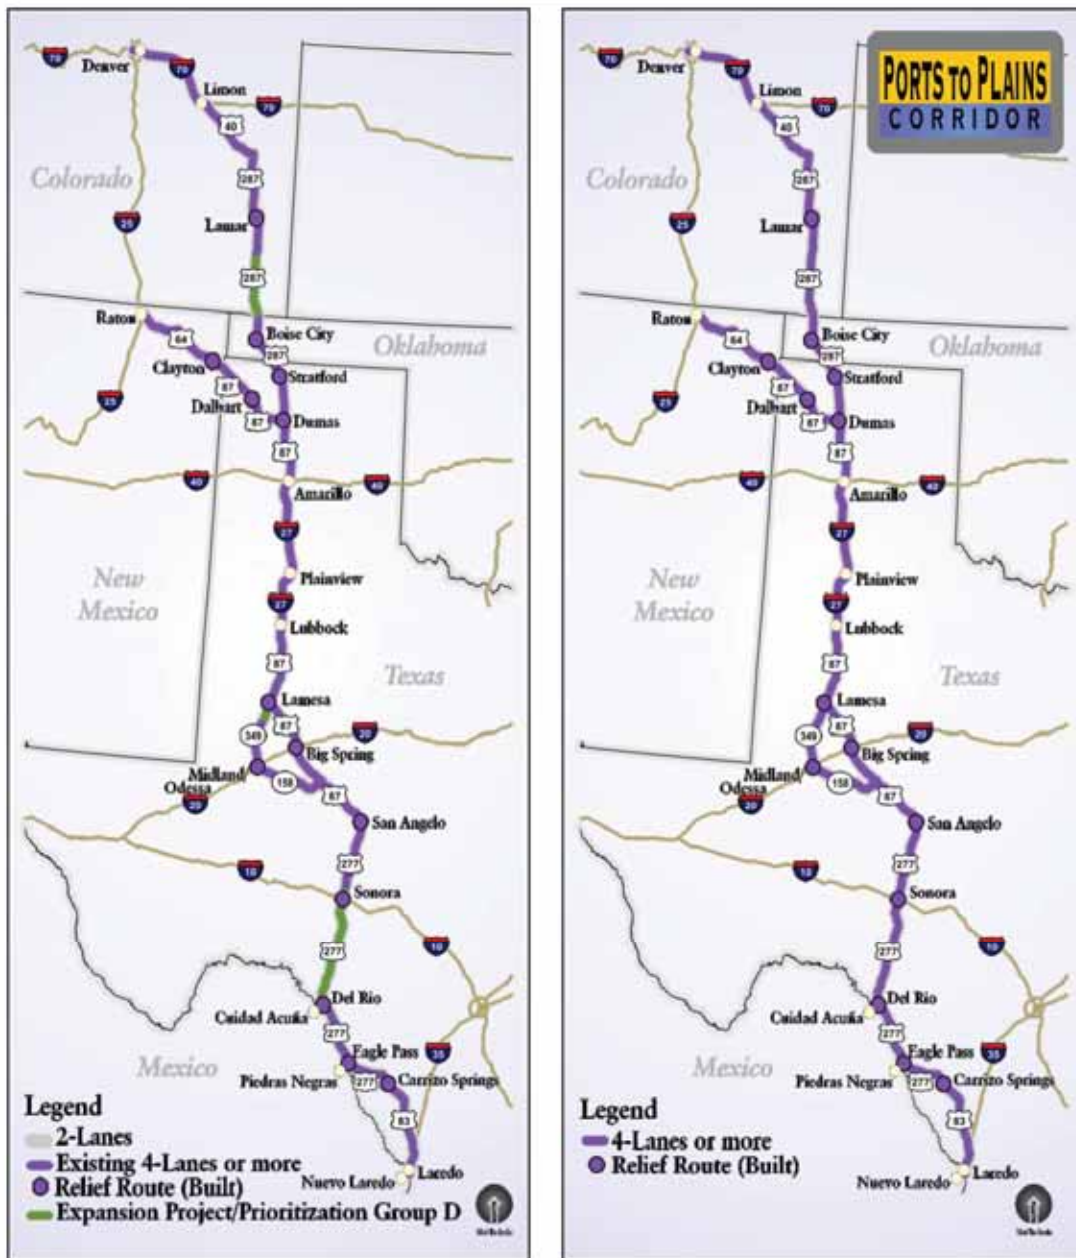 70
Denver
70
Limon
70
40
Colorado
287
25
Lamar
287
Raton
Boise City
64
Oklahoma
287
Clayton
Stratford
87
25
Dalhart
87
Dumas
87
40
40
Amarillo
27
New
Mexico
Plainview
27
Lubbock
87
Texas
Lamesa
349
87
20
Big Spring
Midland
Odessa
158
87
20
San Angelo
277
10
Sonora
10
277
Del Rio
Cuidad Acuña
277
Eagle Pass
35
Mexico
Piedras Negras
277
Carrizo Springs
83
Laredo
Nuevo Laredo
Legend
2-Lanes
Existing 4-Lanes or more
Relief Route (Built)
Expansion Project/Prioritization Group D
PORTS TO PLAINS
CORRIDOR
70
Denver
70
Limon
70
40
Colorado
287
25
Lamar
287
Raton
Boise City
64
Oklahoma
287
Clayton
Stratford
87
25
Dalhart
87
Dumas
87
40
40
Amarillo
27
New
Mexico
Plainview
27
Lubbock
87
Texas
Lamesa
349
87
20
Big Spring
Midland
Odessa
158
87
20
San Angelo
277
10
Sonora
10
277
Del Rio
Cuidad Acuña
277
Eagle Pass
35
Mexico
Piedras Negras
277
Carrizo Springs
83
Laredo
Nuevo Laredo
Legend
4-Lanes or more
Relief Route (Built)